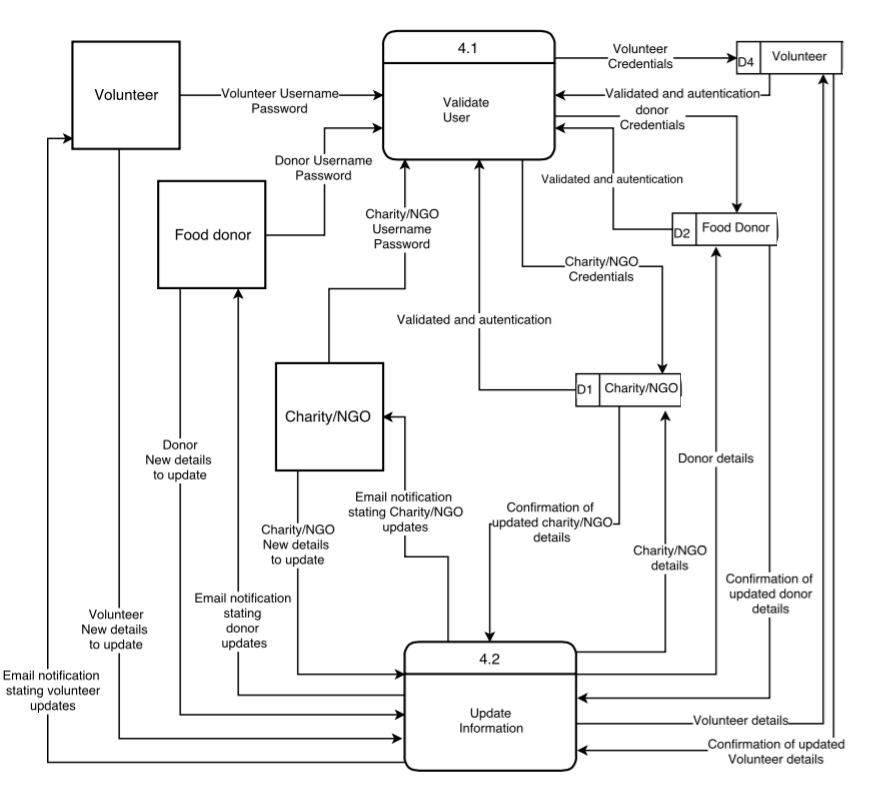 4.1
Validate
User
Volunteer
Credentials
D4
Volunteer
Volunteer
Volunteer Username
Password
Validated and autentication
donor
Credentials
Donor Username
Password
Validated and autentication
Food donor
Charity/NGO
Username
Password
D2
Food Donor
Charity/NGO
Credentials
Validated and autentication
D1
Charity/NGO
Charity/NGO
Donor
New details
to update
Donor details
Email notification
stating Charity/NGO
updates
Confirmation of
updated charity/NGO
details
Charity/NGO
New details
to update
Charity/NGO
details
Confirmation of
updated donor
details
Email notification
stating
donor
updates
Volunteer
New details
to update
4.2
Update
Information
Email notification
stating volunteer
updates
Volunteer details
Confirmation of updated
Volunteer details